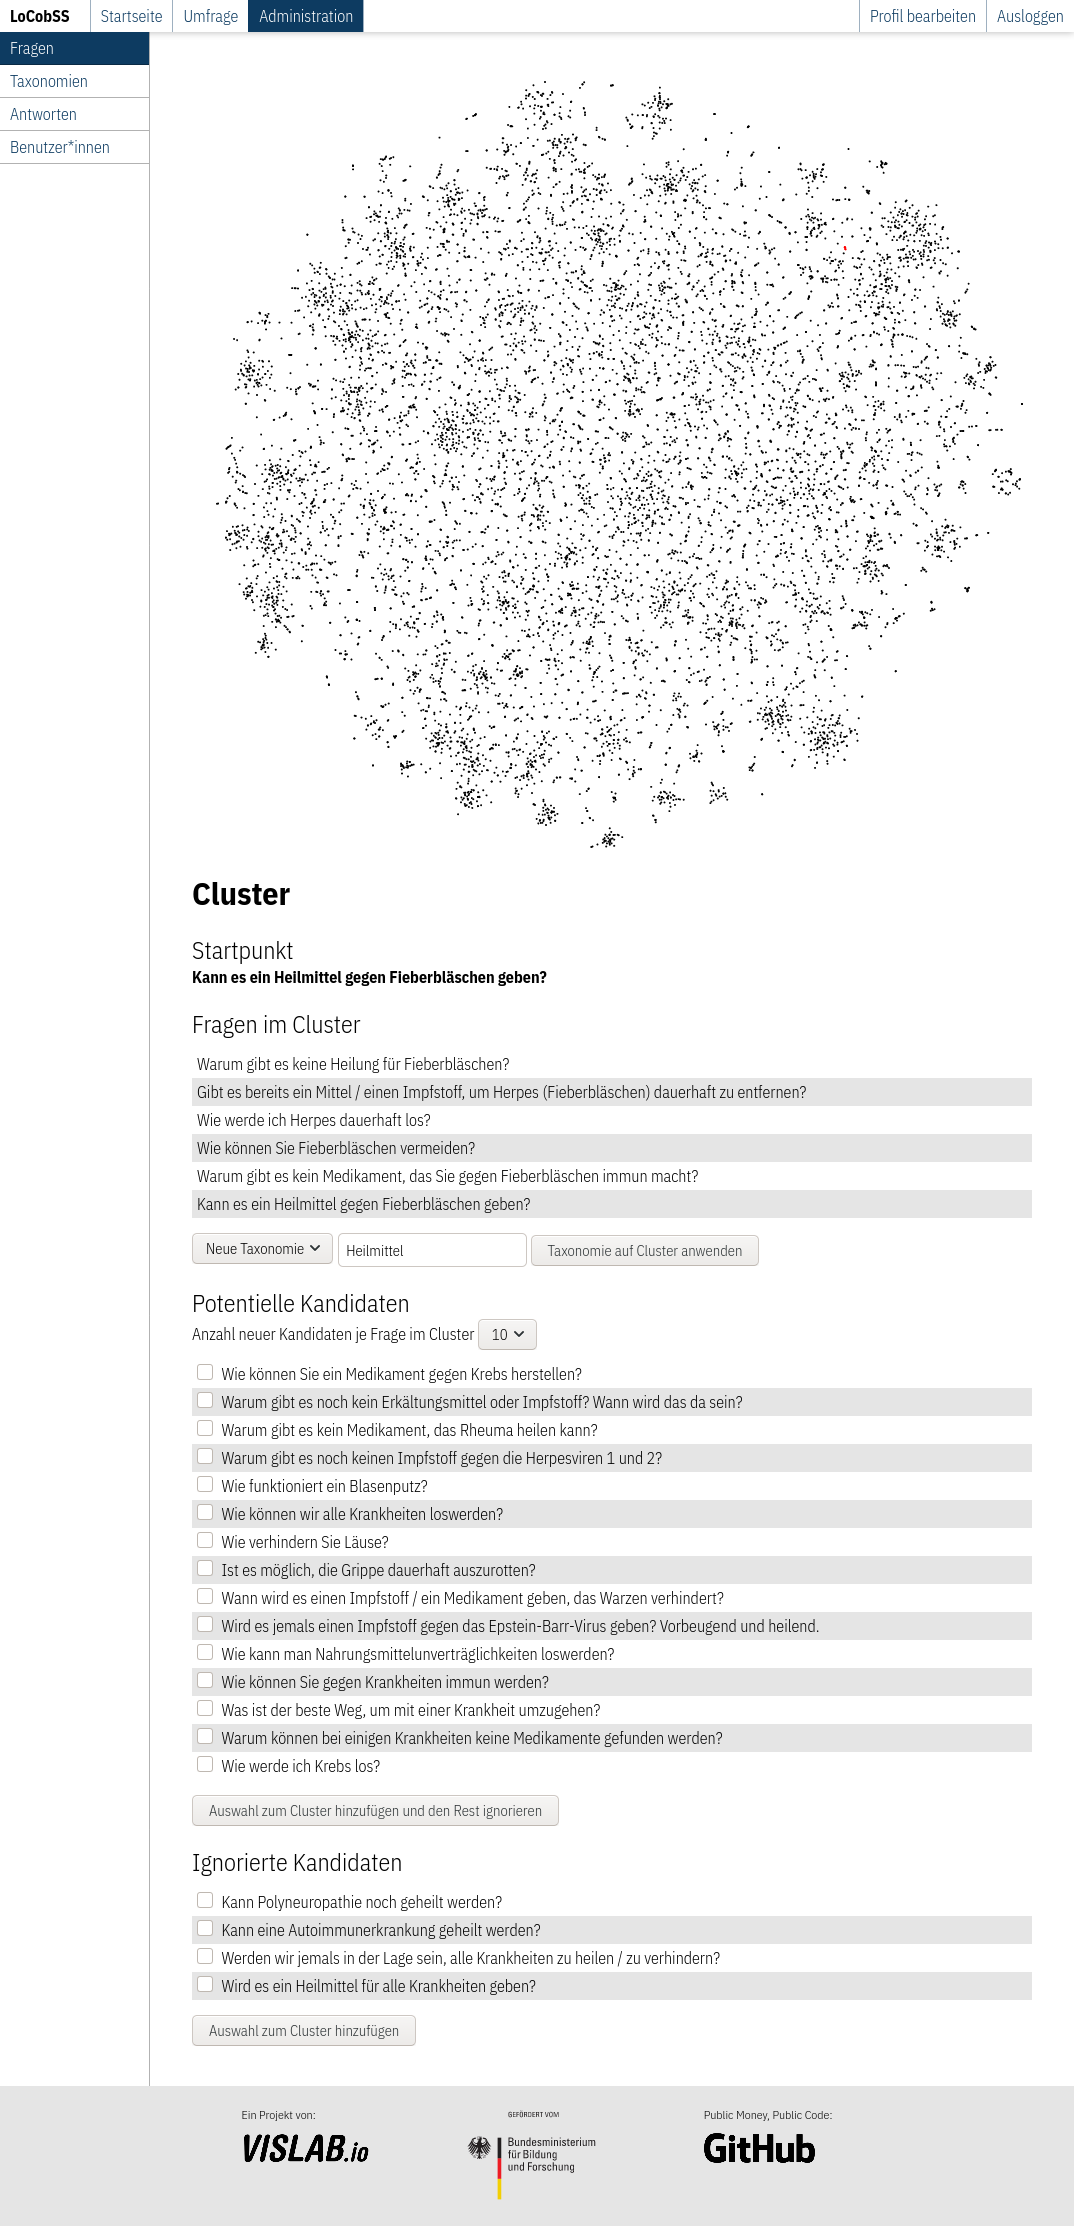 LoCobSS Startseite Umfrage Administration Profil bearbeiten Ausloggen
Fragen
Taxonomien
Antworten
Benutzer*innen
Cluster
Startpunkt
Kann es ein Heilmittel gegen Fieberbläschen geben?
Fragen im Cluster
Warum gibt es keine Heilung für Fieberbläschen?
Gibt es bereits ein Mittel / einen Impfstoff, um Herpes (Fieberbläschen) dauerhaft zu entfernen?
Wie werde ich Herpes dauerhaft los?
Wie können Sie Fieberbläschen vermeiden?
Warum gibt es kein Medikament, das Sie gegen Fieberbläschen immun macht?
Kann es ein Heilmittel gegen Fieberbläschen geben?
Neue Taxonomie Heilmittel Taxonomie auf Cluster anwenden
Potentielle Kandidaten
Anzahl neuer Kandidaten je Frage im Cluster 10
Wie können Sie ein Medikament gegen Krebs herstellen?
Warum gibt es noch kein Erkältungsmittel oder Impfstoff? Wann wird das da sein?
Warum gibt es kein Medikament, das Rheuma heilen kann?
Warum gibt es noch keinen Impfstoff gegen die Herpesviren 1 und 2?
Wie funktioniert ein Blasenputz?
Wie können wir alle Krankheiten loswerden?
Wie verhindern Sie Läuse?
Ist es möglich, die Grippe dauerhaft auszurotten?
Wann wird es einen Impfstoff / ein Medikament geben, das Warzen verhindert?
Wird es jemals einen Impfstoff gegen das Epstein-Barr-Virus geben? Vorbeugend und heilend.
Wie kann man Nahrungsmittelunverträglichkeiten loswerden?
Wie können Sie gegen Krankheiten immun werden?
Was ist der beste Weg, um mit einer Krankheit umzugehen?
Warum können bei einigen Krankheiten keine Medikamente gefunden werden?
Wie werde ich Krebs los?
Auswahl zum Cluster hinzufügen und den Rest ignorieren
Ignorierte Kandidaten
Kann Polyneuropathie noch geheilt werden?
Kann eine Autoimmunerkrankung geheilt werden?
Werden wir jemals in der Lage sein, alle Krankheiten zu heilen / zu verhindern?
Wird es ein Heilmittel für alle Krankheiten geben?
Auswahl zum Cluster hinzufügen
Ein Projekt von:
VISLAB.io
GEFÖRDERT VOM
Bundesministerium
für Bildung
und Forschung
Public Money, Public Code:
GitHub